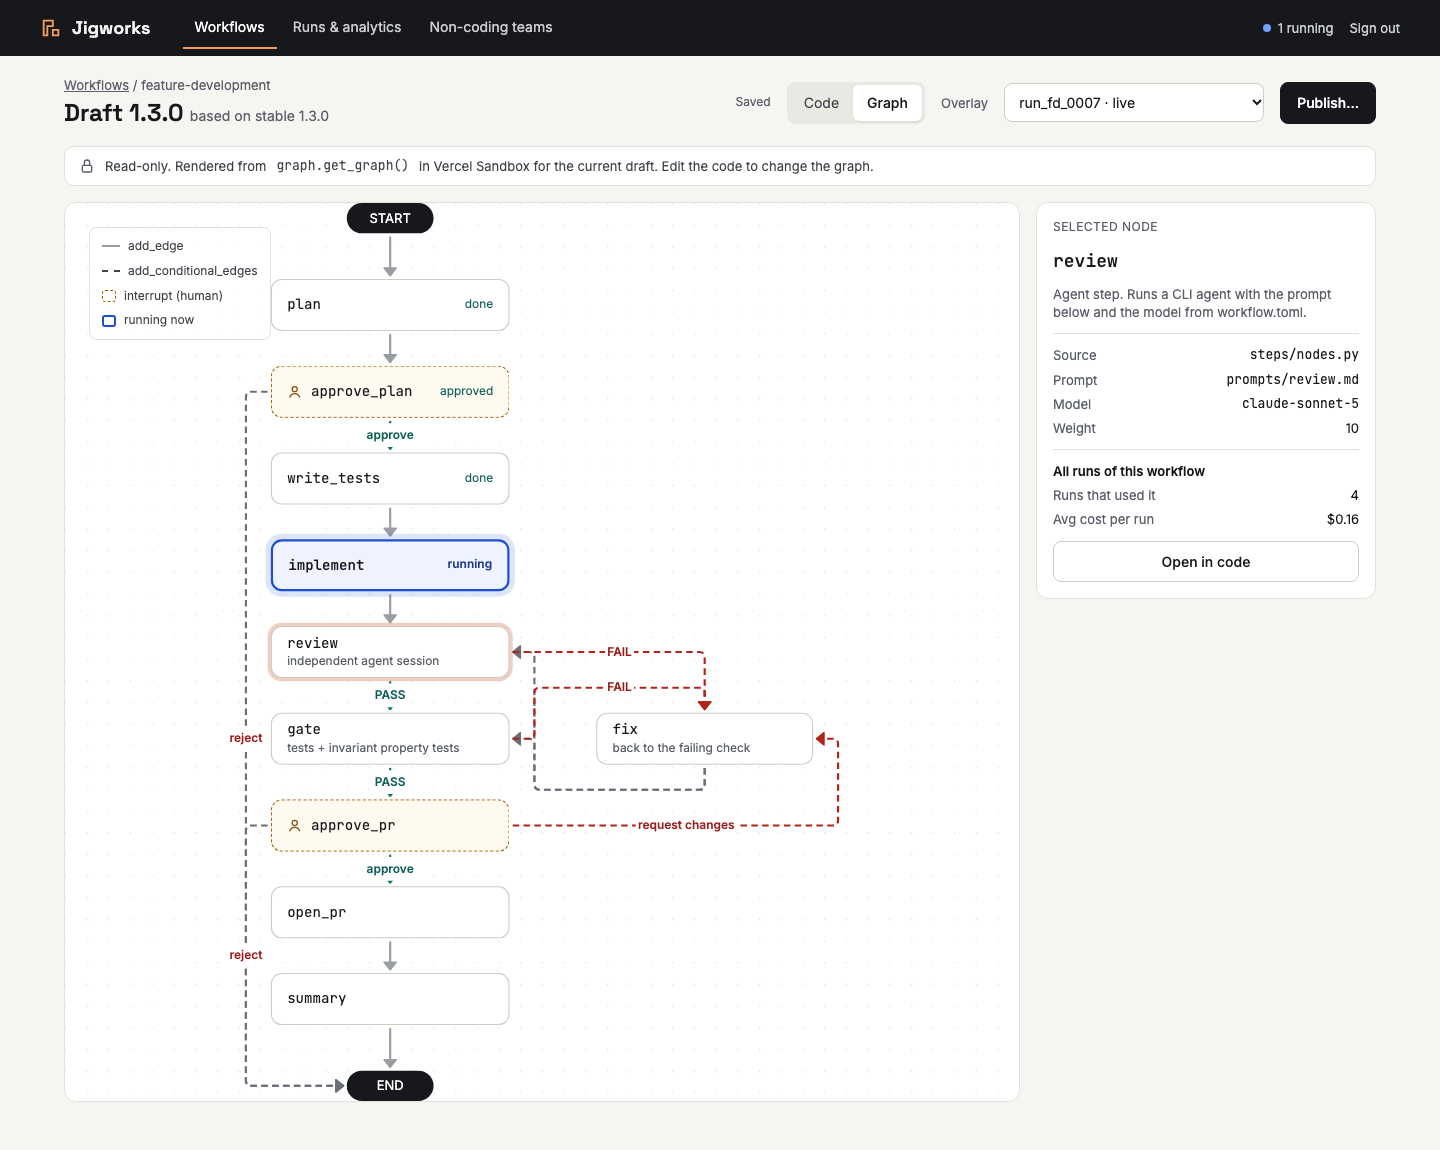 Jigworks
Workflows
Runs & analytics
Non-coding teams
1 running
Sign out
Workflows / feature-development
Draft 1.3.0 based on stable 1.3.0
Saved
Code
Graph
Overlay
run_fd_0007 · live
Publish...
Read-only. Rendered from graph.get_graph() in Vercel Sandbox for the current draft. Edit the code to change the graph.
add_edge
add_conditional_edges
interrupt (human)
running now
START
plan
done
approve_plan
approved
approve
write_tests
done
implement
running
review
independent agent session
FAIL
FAIL
PASS
gate
tests + invariant property tests
fix
back to the failing check
reject
PASS
approve_pr
request changes
approve
open_pr
reject
summary
END
SELECTED NODE
review
Agent step. Runs a CLI agent with the prompt
below and the model from workflow.toml.
Source steps/nodes.py
Prompt prompts/review.md
Model claude-sonnet-5
Weight 10
All runs of this workflow
Runs that used it 4
Avg cost per run $0.16
Open in code